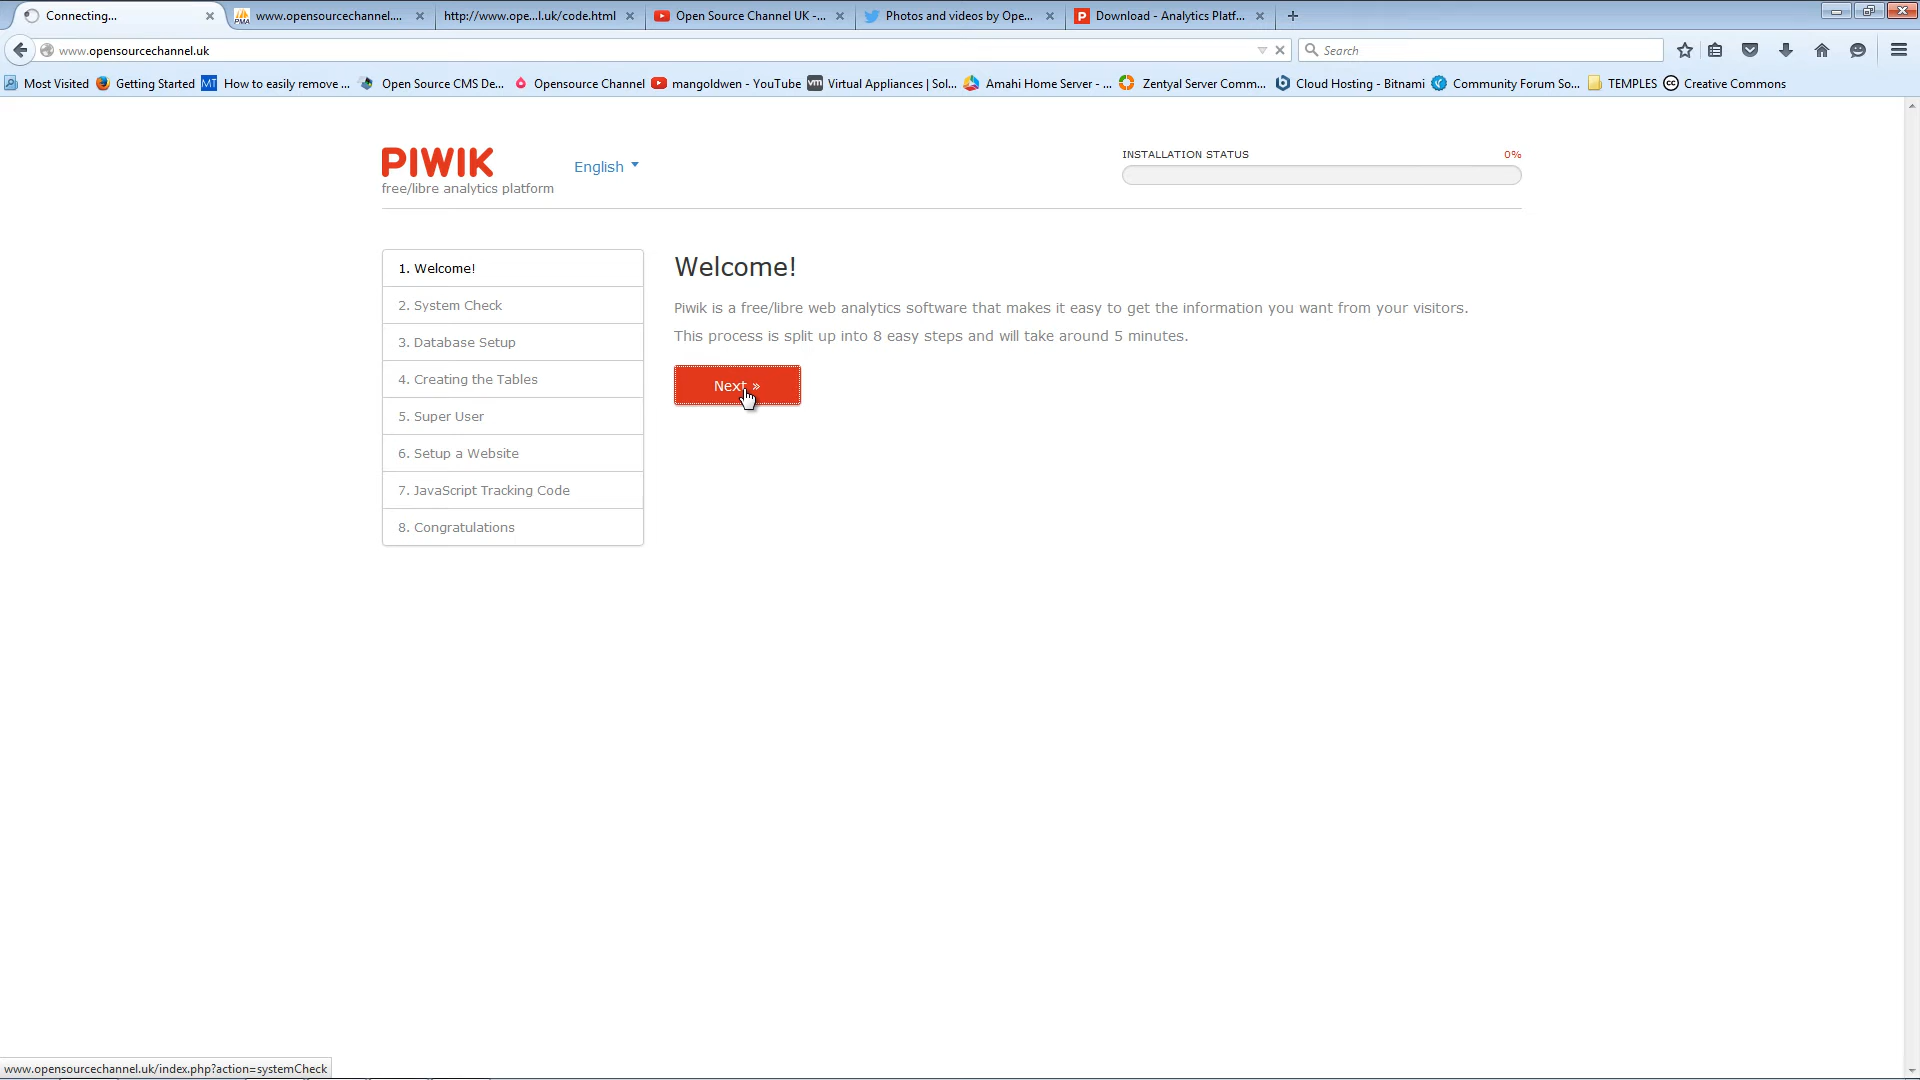 Connecting...
www.opensourcechannel....
http://www.ope...l.uk/code.html
Open Source Channel UK -...
Photos and videos by Ope...
Download - Analytics Platf...
www.opensourcechannel.uk
Search
Most Visited
Getting Started
MT
How to easily remove ...
Open Source CMS De...
Opensource Channel
mangoldwen - YouTube
vm
Virtual Appliances | Sol...
Amahi Home Server - ...
Zentyal Server Comm...
Cloud Hosting - Bitnami
Community Forum So...
TEMPLES
Creative Commons
PIWIK
free/libre analytics platform
English
INSTALLATION STATUS
0%
1. Welcome!
2. System Check
3. Database Setup
4. Creating the Tables
5. Super User
6. Setup a Website
7. JavaScript Tracking Code
8. Congratulations
Welcome!
Piwik is a free/libre web analytics software that makes it easy to get the information you want from your visitors.
This process is split up into 8 easy steps and will take around 5 minutes.
Next »
www.opensourcechannel.uk/index.php?action=systemCheck